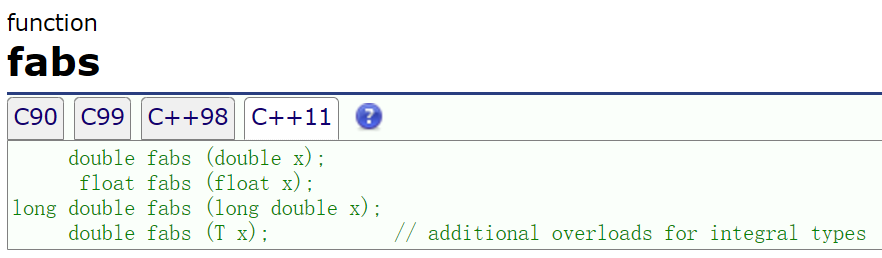 function
fabs
C90 C99 C++98 C++11 ?
double fabs (double x);
float fabs (float x);
long double fabs (long double x);
double fabs (T x);           // additional overloads for integral types